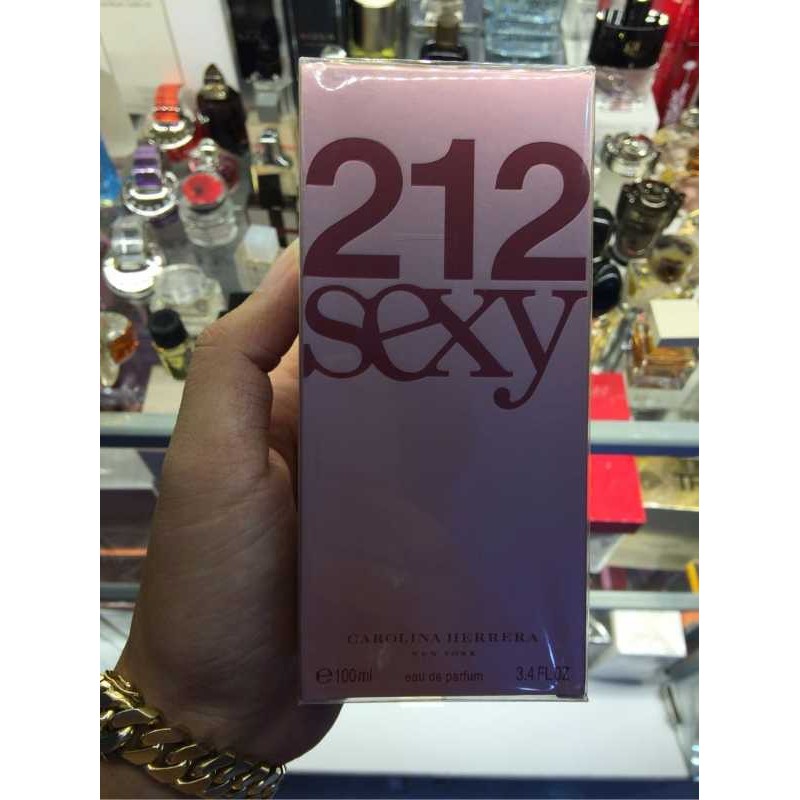 212
sexy
CAROLINA HERRERA
NEW YORK
e100ml eau de parfum 3.4 FL.OZ